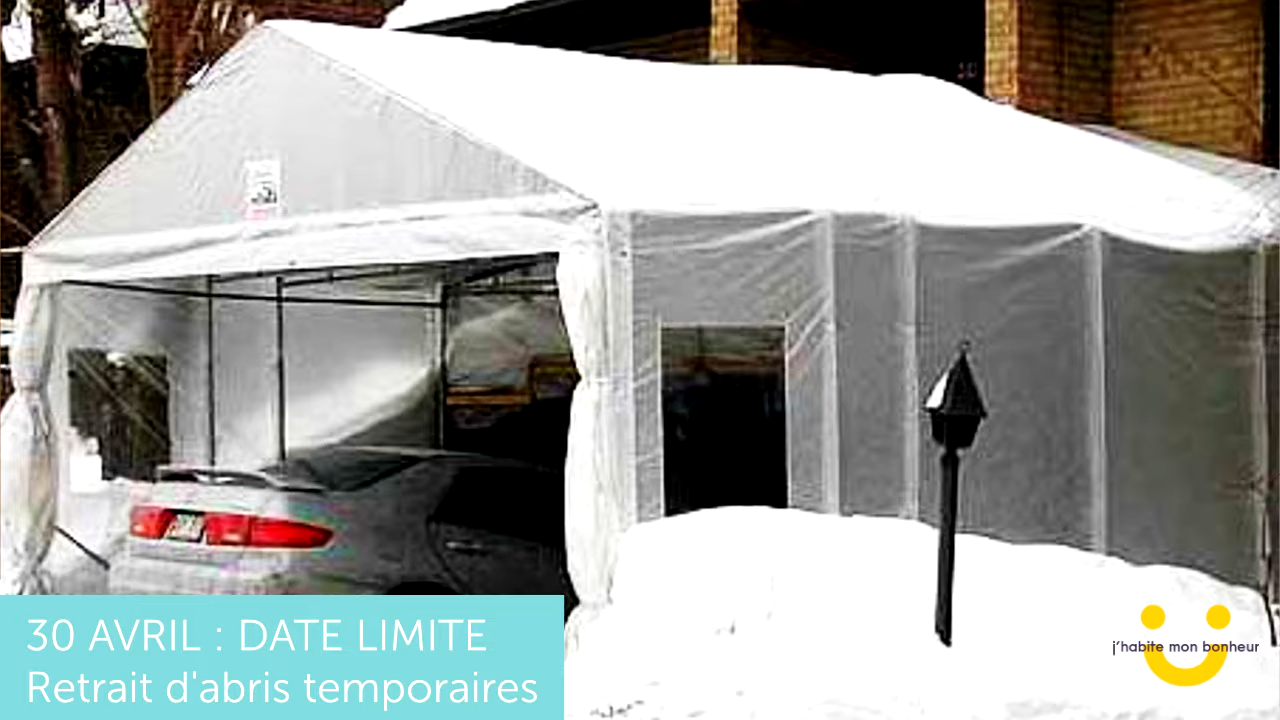 30 AVRIL : DATE LIMITE
Retrait d'abris temporaires
j'habite mon bonheur